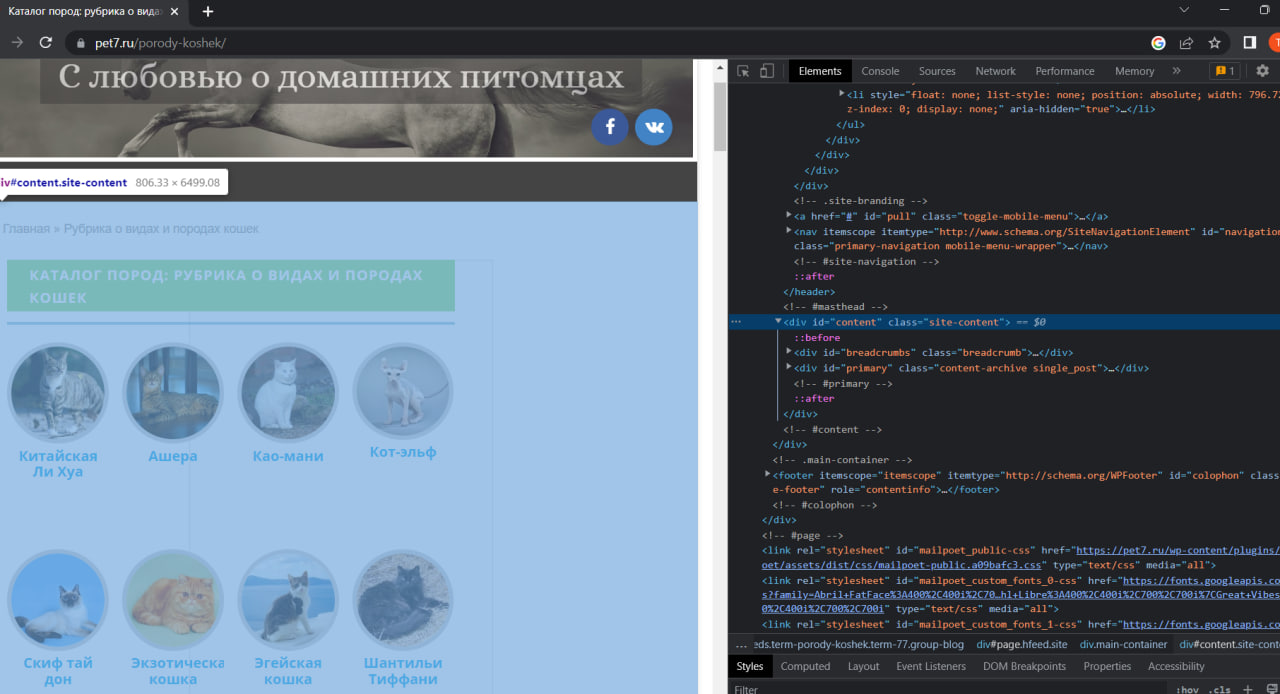 Каталог пород: рубрика о вида
pet7.ru/porody-koshek/
С любовью о домашних питомцах
iv#content.site-content 806.33 × 6499.08
Главная » Рубрика о видах и породах кошек
КАТАЛОГ ПОРОД: РУБРИКА О ВИДАХ И ПОРОДАХ
КОШЕК
Китайская
Ли Хуа
Ашера
Као-мани
Кот-эльф
Скиф тай
дон
Экзотическа
кошка
Эгейская
кошка
Шантильи
Тиффани
Elements Console Sources Network Performance Memory » 1
<li style="float: none; list-style: none; position: absolute; width: 796.72
z-index: 0; display: none;" aria-hidden="true">…</li>
</ul>
</div>
</div>
</div>
</div>
<!-- .site-branding -->
<a href="#" id="pull" class="toggle-mobile-menu">…</a>
<nav itemscope itemtype="http://www.schema.org/SiteNavigationElement" id="navigation
class="primary-navigation mobile-menu-wrapper">…</nav>
<!-- #site-navigation -->
::after
</header>
<!-- #masthead -->
… <div id="content" class="site-content"> == $0
::before
<div id="breadcrumbs" class="breadcrumb">…</div>
<div id="primary" class="content-archive single_post">…</div>
<!-- #primary -->
::after
</div>
<!-- #content -->
</div>
<!-- .main-container -->
<footer itemscope="itemscope" itemtype="http://schema.org/WPFooter" id="colophon" clas
e-footer" role="contentinfo">…</footer>
<!-- #colophon -->
</div>
<!-- #page -->
<link rel="stylesheet" id="mailpoet_public-css" href="https://pet7.ru/wp-content/plugins/
oet/assets/dist/css/mailpoet-public.a09bafc3.css" type="text/css" media="all">
<link rel="stylesheet" id="mailpoet_custom_fonts_0-css" href="https://fonts.googleapis.co
s?family=Abril+FatFace%3A400%2C400i%2C70…hl+Libre%3A400%2C400i%2C700%2C700i%7CGreat+Vibes
0%2C400i%2C700%2C700i" type="text/css" media="all">
<link rel="stylesheet" id="mailpoet_custom_fonts_1-css" href="https://fonts.googleapis.co
… eds.term-porody-koshek.term-77.group-blog div#page.hfeed.site div.main-container div#content.site-conte
Styles Computed Layout Event Listeners DOM Breakpoints Properties Accessibility
Filter :hov .cls